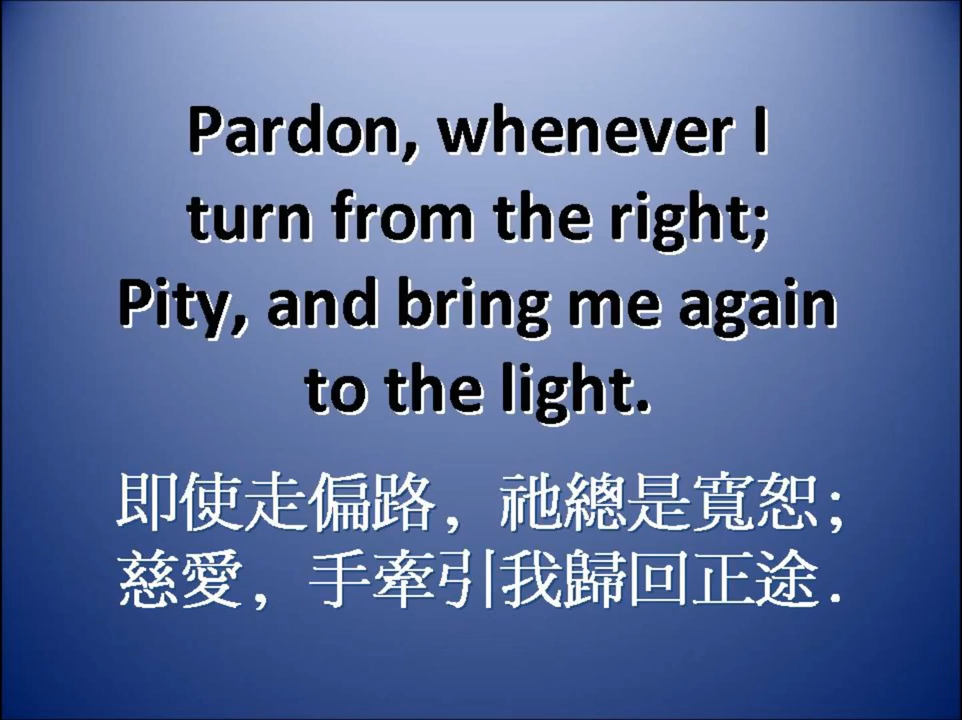 Pardon, whenever I
turn from the right;
Pity, and bring me again
to the light.
即使走偏路, 祂總是寬恕;
慈愛, 手牽引我歸回正途.